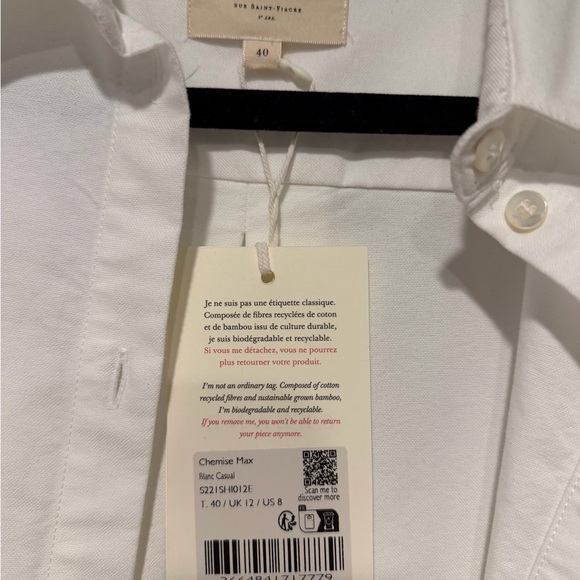 Rue Saint-Fiacre
1er Arr.
40
Je ne suis pas une étiquette classique.
Composée de fibres recyclées de coton
et de bambou issu de culture durable,
je suis biodégradable et recyclable.
Si vous me détachez, vous ne pourrez
plus retourner votre produit.
I'm not an ordinary tag. Composed of cotton
recycled fibres and sustainable grown bamboo,
I'm biodegradable and recyclable.
If you remove me, you won't be able to return
your piece anymore.
Chemise Max
Blanc Casual
S221SHI012E
T. 40 / UK 12 / US 8
Scan me to
discover more
FR
3664841717779